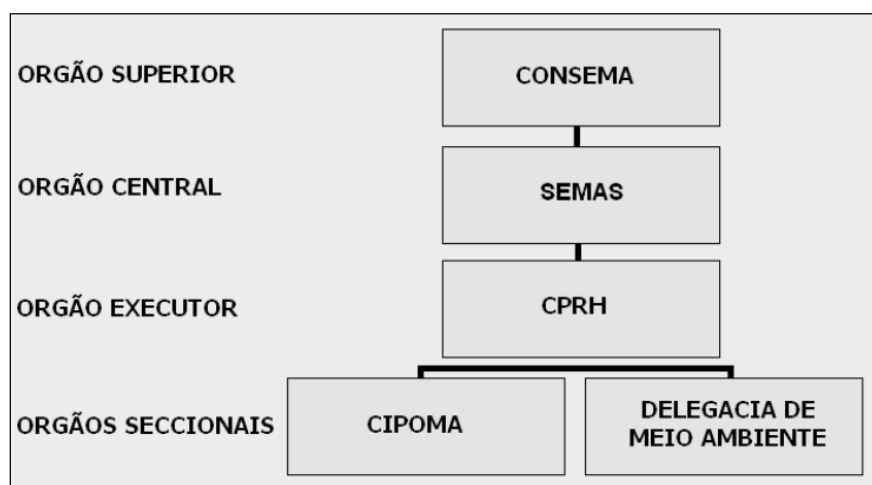 ORGÃO SUPERIOR
CONSEMA
ORGÃO CENTRAL
SEMAS
ORGÃO EXECUTOR
CPRH
ORGÃOS SECCIONAIS
CIPOMA
DELEGACIA DE
MEIO AMBIENTE